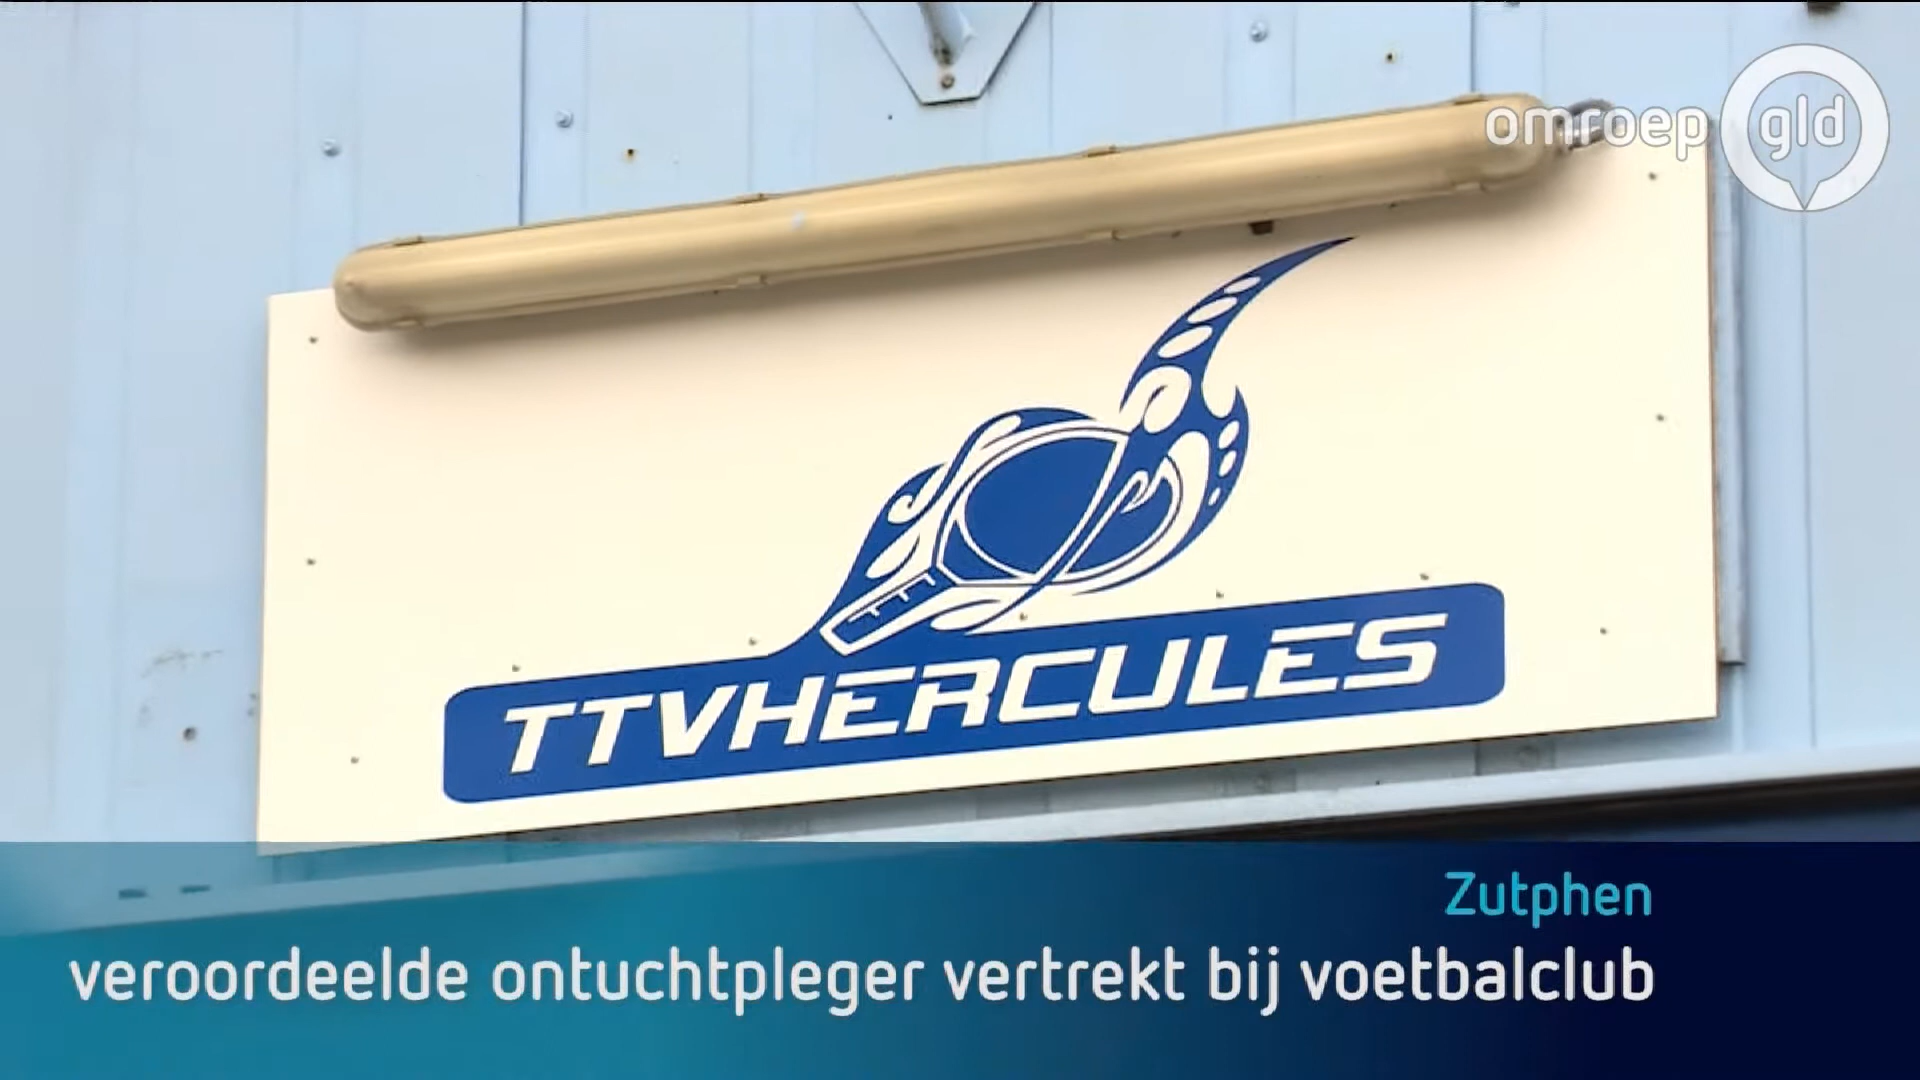 omroep gld
TTVHERCULES
Zutphen
veroordeelde ontuchtpleger vertrekt bij voetbalclub